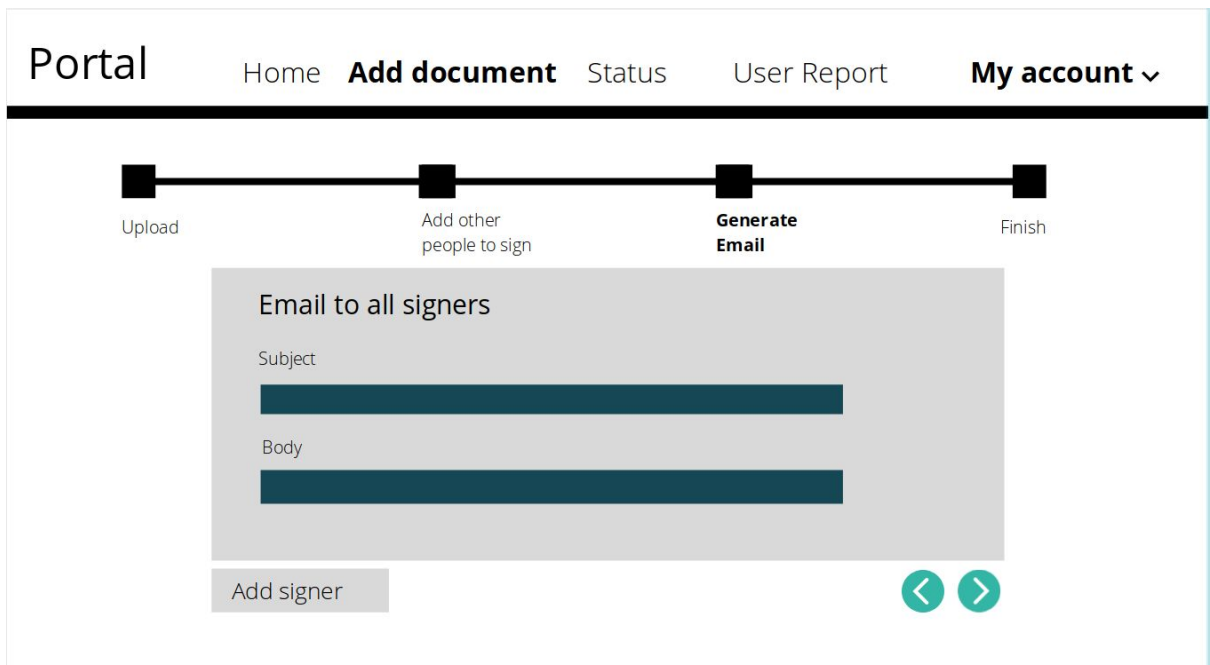 Portal
Home Add document Status User Report My account
Upload
Add other
people to sign
Generate
Email
Finish
Email to all signers
Subject
Body
Add signer